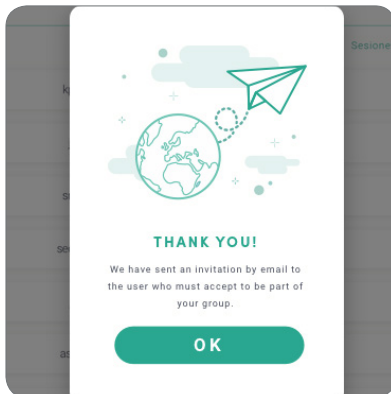 Sesione
THANK YOU!
We have sent an invitation by email to
the user who must accept to be part of
your group.
OK